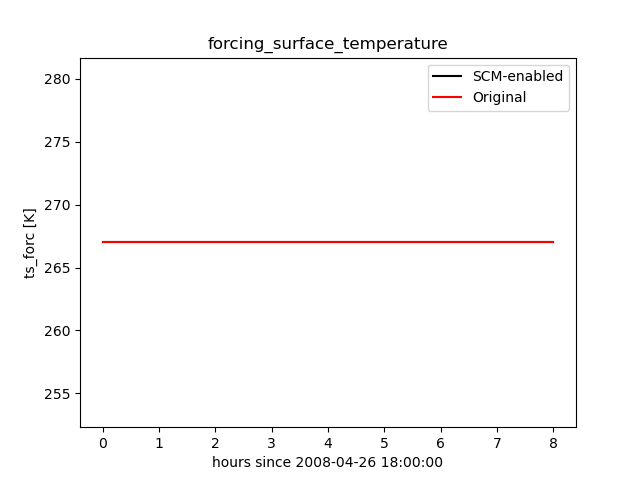 forcing_surface_temperature
SCM-enabled
Original
ts_forc [K]
280
275
270
265
260
255
0 1 2 3 4 5 6 7 8
hours since 2008-04-26 18:00:00